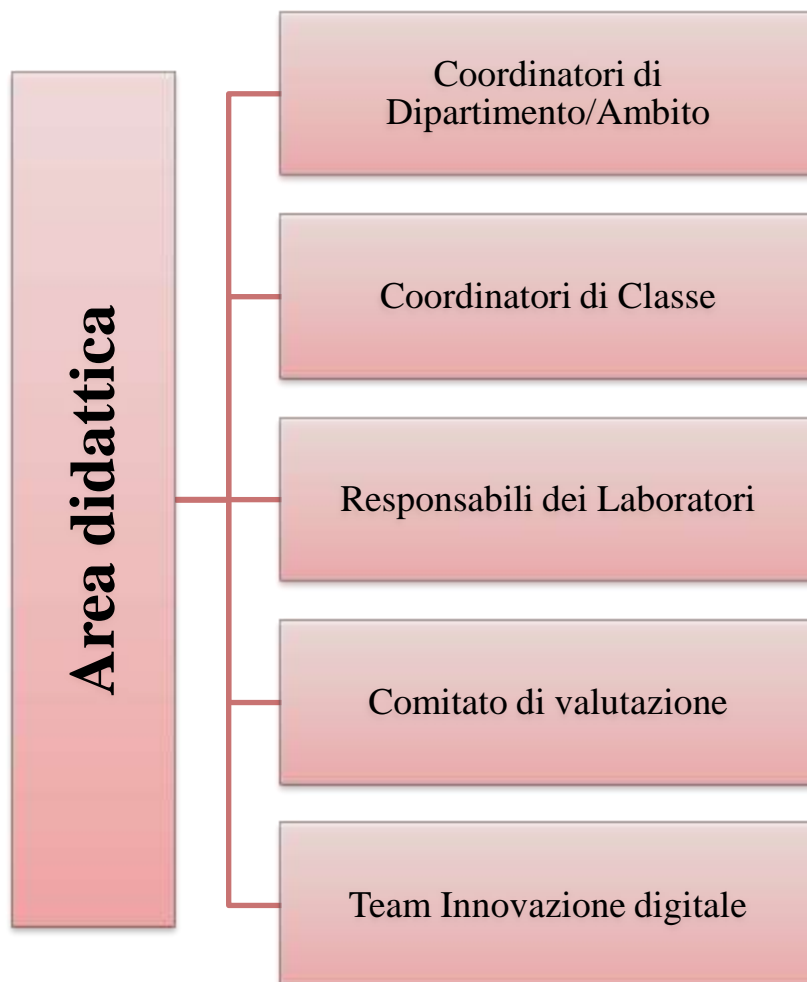 Area didattica
Coordinatori di
Dipartimento/Ambito
Coordinatori di Classe
Responsabili dei Laboratori
Comitato di valutazione
Team Innovazione digitale